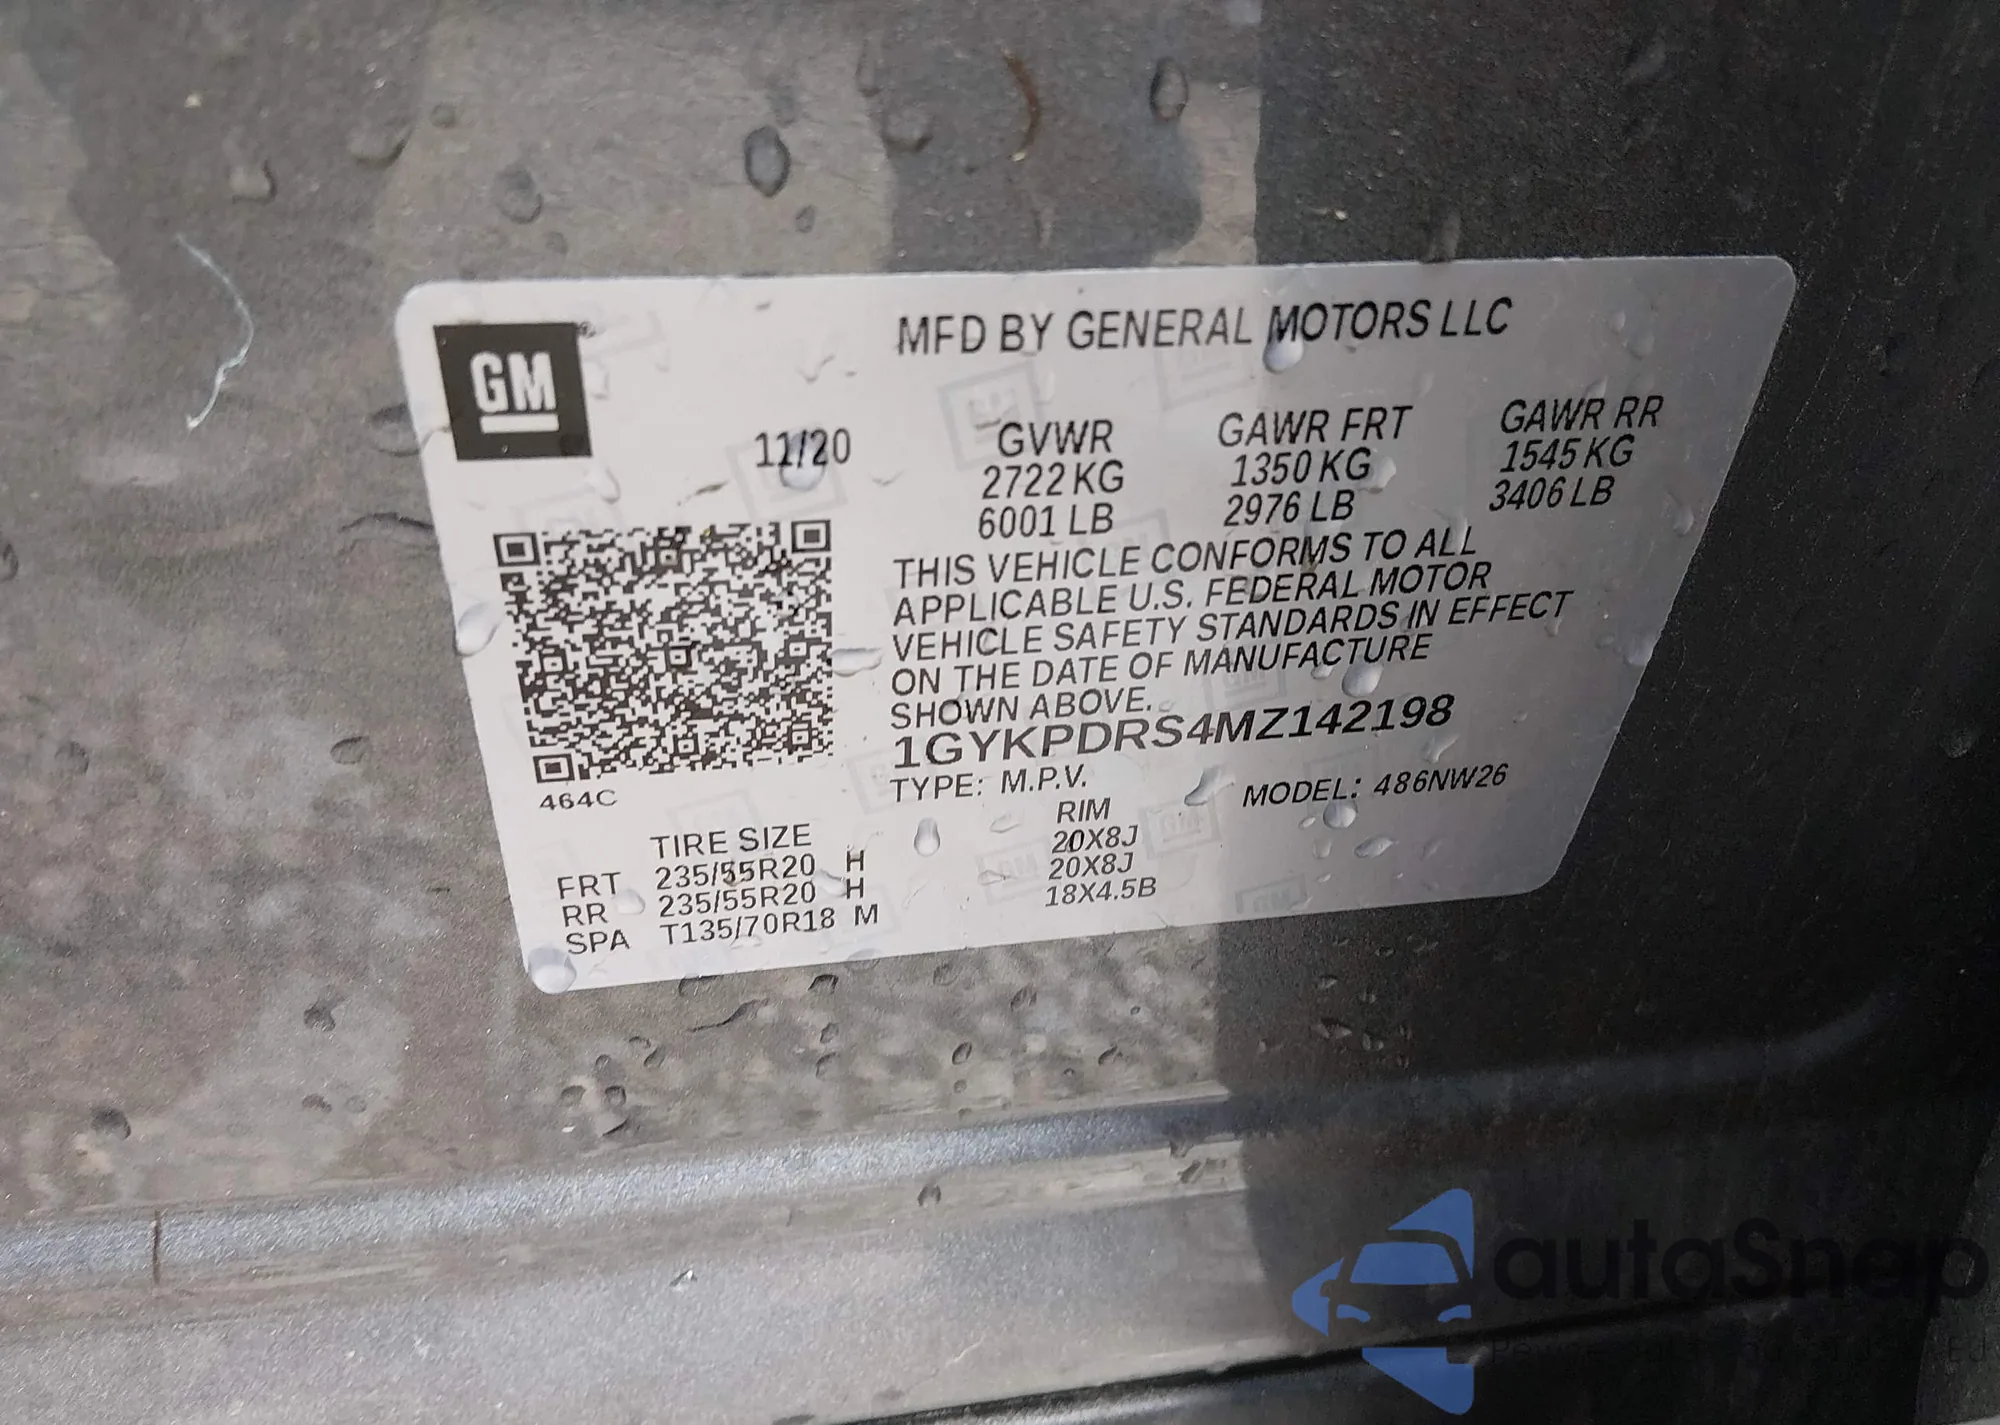 GM
MFD BY GENERAL MOTORS LLC
11/20
GVWR GAWR FRT GAWR RR
2722 KG 1350 KG 1545 KG
6001 LB 2976 LB 3406 LB
THIS VEHICLE CONFORMS TO ALL
APPLICABLE U.S. FEDERAL MOTOR
VEHICLE SAFETY STANDARDS IN EFFECT
ON THE DATE OF MANUFACTURE
SHOWN ABOVE.
1GYKPDRS4MZ142198
TYPE: M.P.V. MODEL: 486NW26
464C
TIRE SIZE RIM
FRT 235/55R20 H 20X8J
RR 235/55R20 H 20X8J
SPA T135/70R18 M 18X4.5B
autaSnap